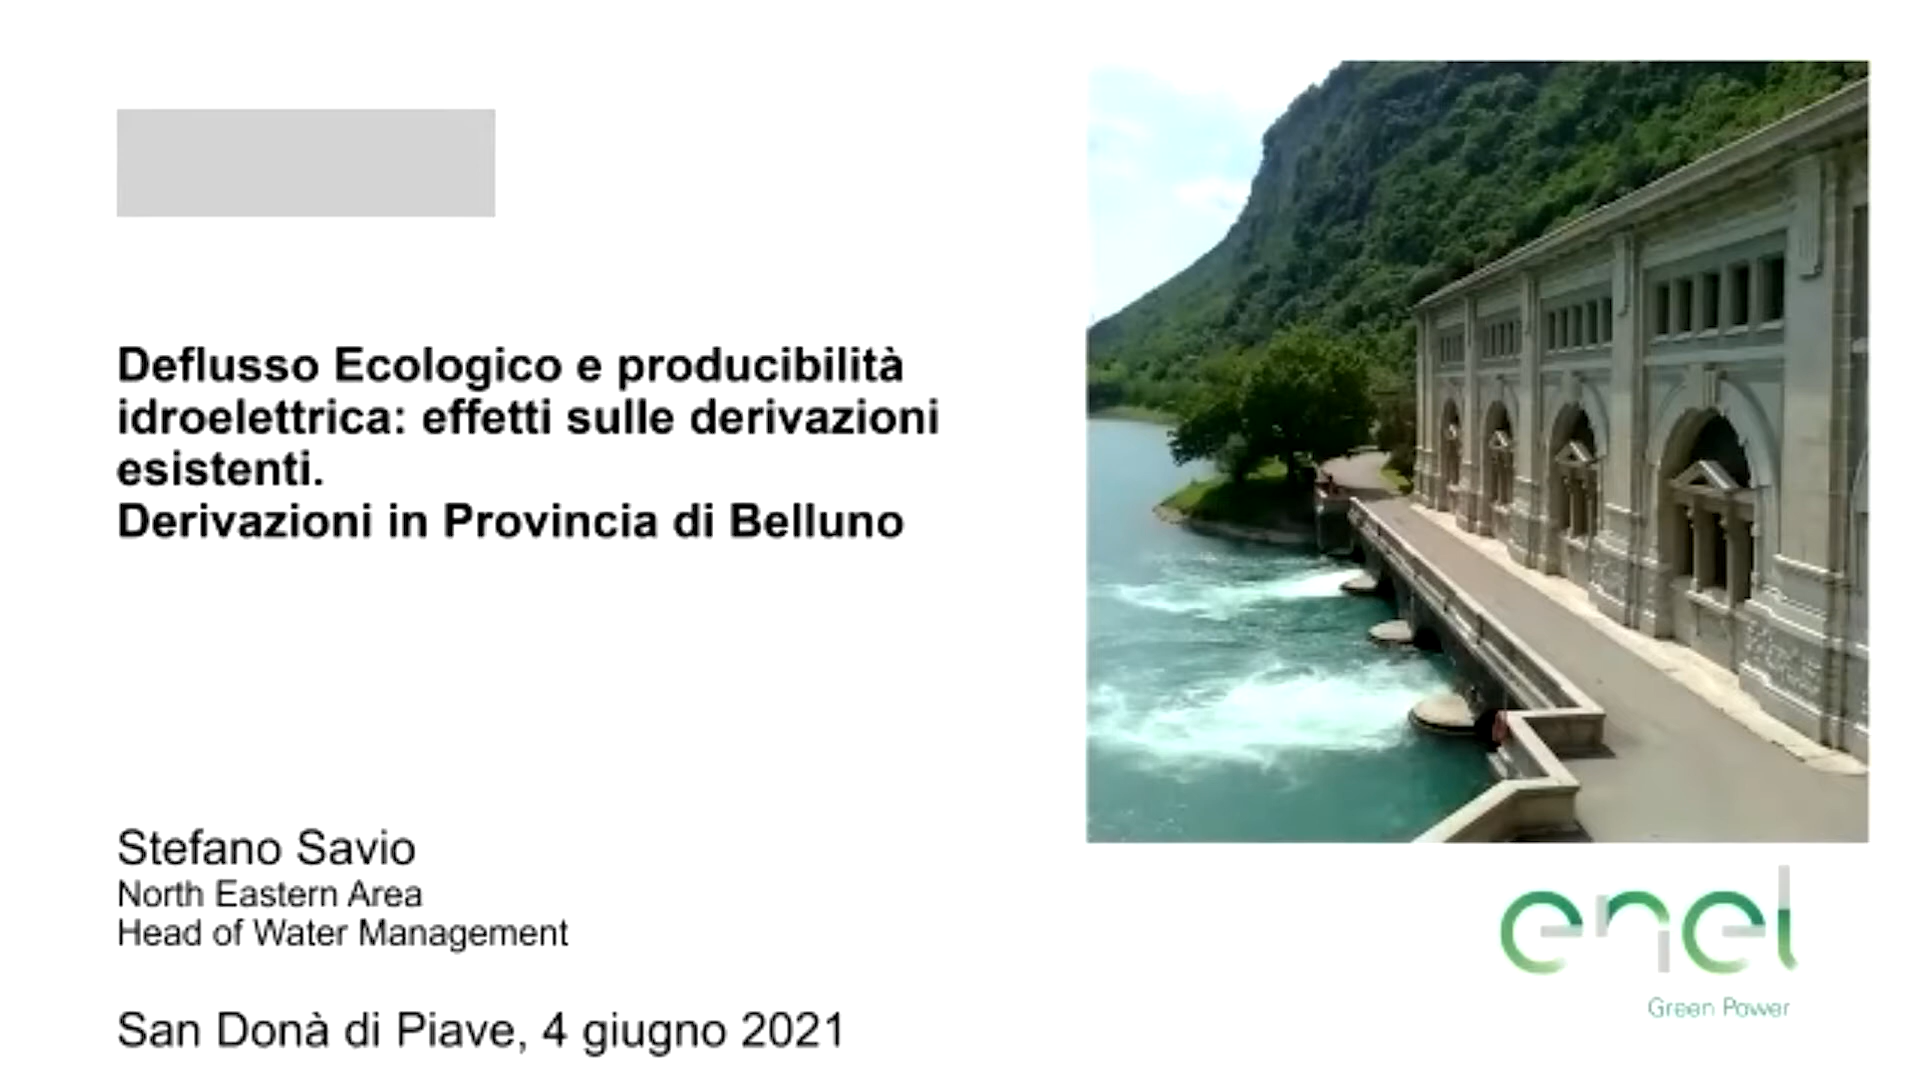 Deflusso Ecologico e producibilità
idroelettrica: effetti sulle derivazioni
esistenti.
Derivazioni in Provincia di Belluno
Stefano Savio
North Eastern Area
Head of Water Management
San Donà di Piave, 4 giugno 2021
enel
Green Power